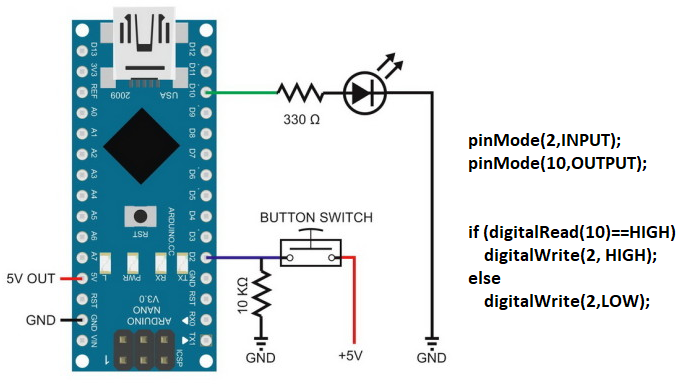 D13
3V3
REF
A0
A1
A2
A3
A4
A5
A6
A7
5V
RST
GND
VIN
D12
D11
D10
D9
D8
D7
D6
D5
D4
D3
D2
GND
RST
RX0
TX1
2009
USA
RST
ARDUINO.CC
L
PWR
RX
TX
ARDUINO
NANO
V3.0
1
ICSP
5V OUT
GND
330 Ω
BUTTON SWITCH
10 KΩ
GND
+5V
GND
pinMode(2,INPUT);
pinMode(10,OUTPUT);
if (digitalRead(10)==HIGH)
digitalWrite(2, HIGH);
else
digitalWrite(2,LOW);